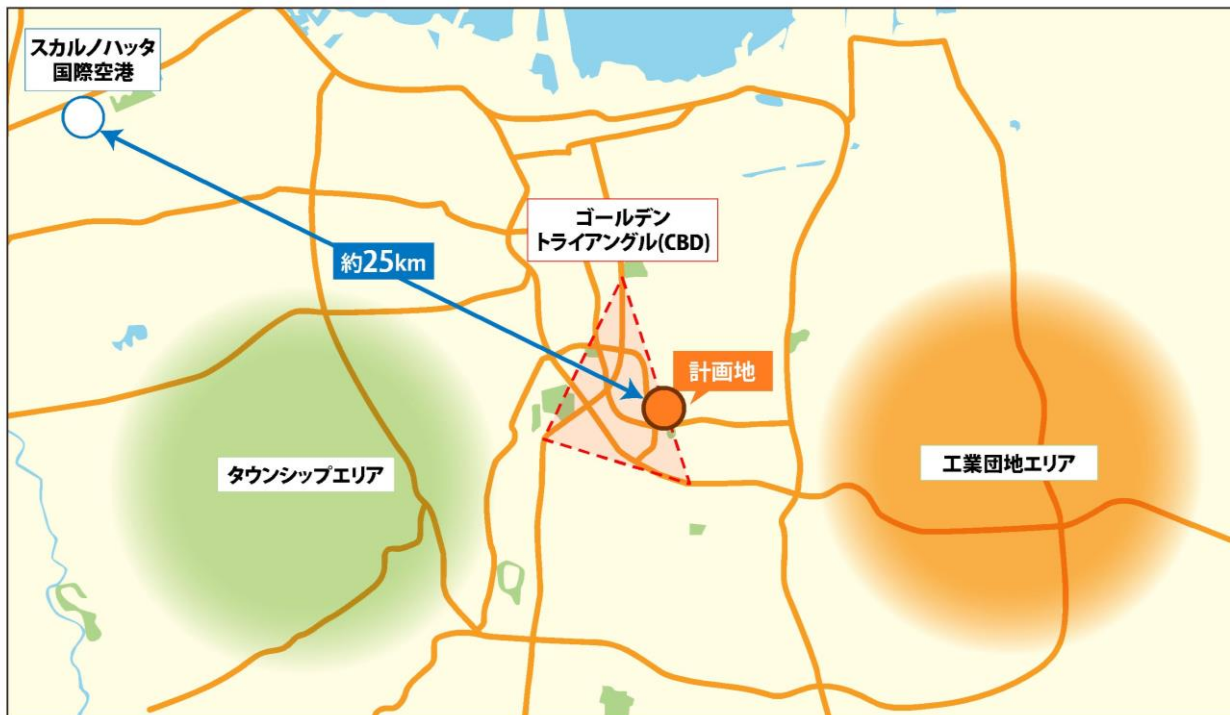 スカルノハッタ
国際空港
約25km
ゴールデン
トライアングル(CBD)
計画地
タウンシップエリア
工業団地エリア